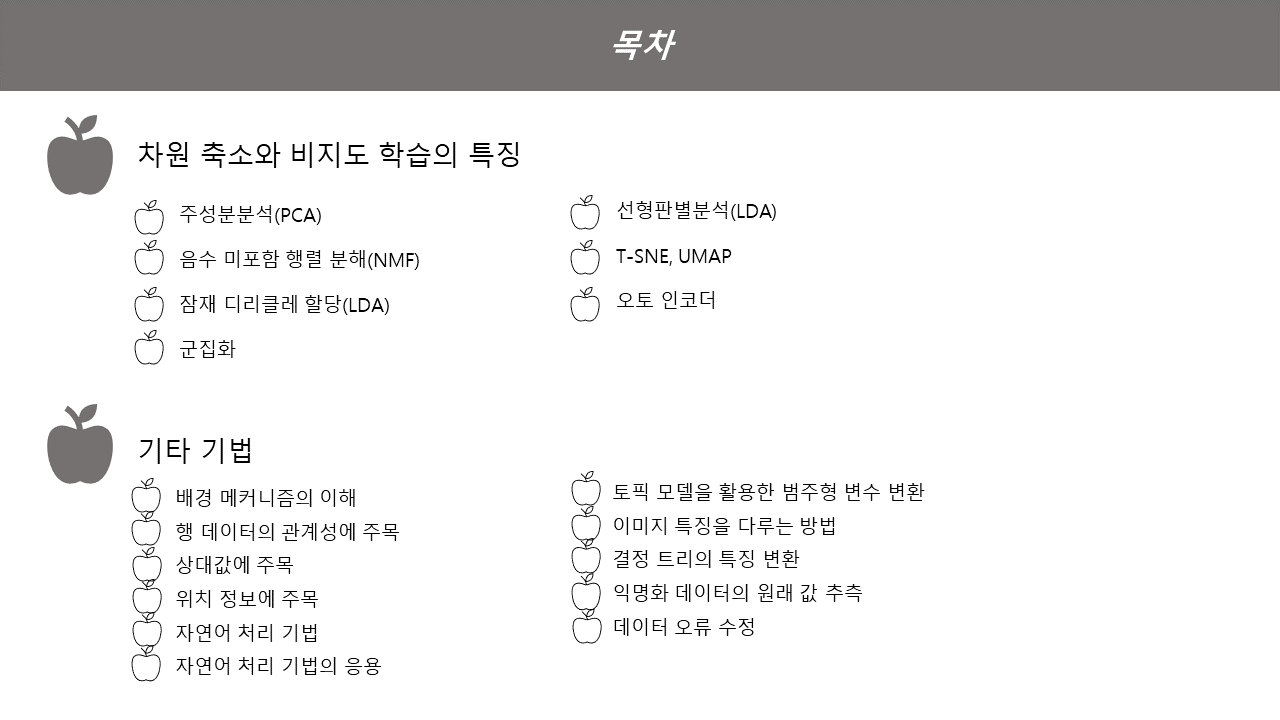 목차
차원 축소와 비지도 학습의 특징
주성분분석(PCA)
음수 미포함 행렬 분해(NMF)
잠재 디리클레 할당(LDA)
군집화
선형판별분석(LDA)
T-SNE, UMAP
오토 인코더
기타 기법
배경 메커니즘의 이해
행 데이터의 관계성에 주목
상대값에 주목
위치 정보에 주목
자연어 처리 기법
자연어 처리 기법의 응용
토픽 모델을 활용한 범주형 변수 변환
이미지 특징을 다루는 방법
결정 트리의 특징 변환
익명화 데이터의 원래 값 추측
데이터 오류 수정